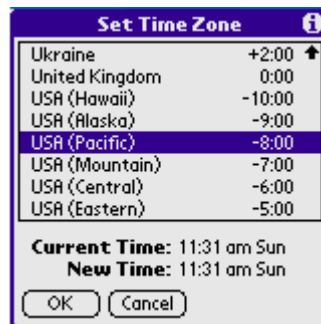 Set Time Zone
Ukraine +2:00
United Kingdom 0:00
USA (Hawaii) -10:00
USA (Alaska) -9:00
USA (Pacific) -8:00
USA (Mountain) -7:00
USA (Central) -6:00
USA (Eastern) -5:00
Current Time: 11:31 am Sun
New Time: 11:31 am Sun
OK Cancel